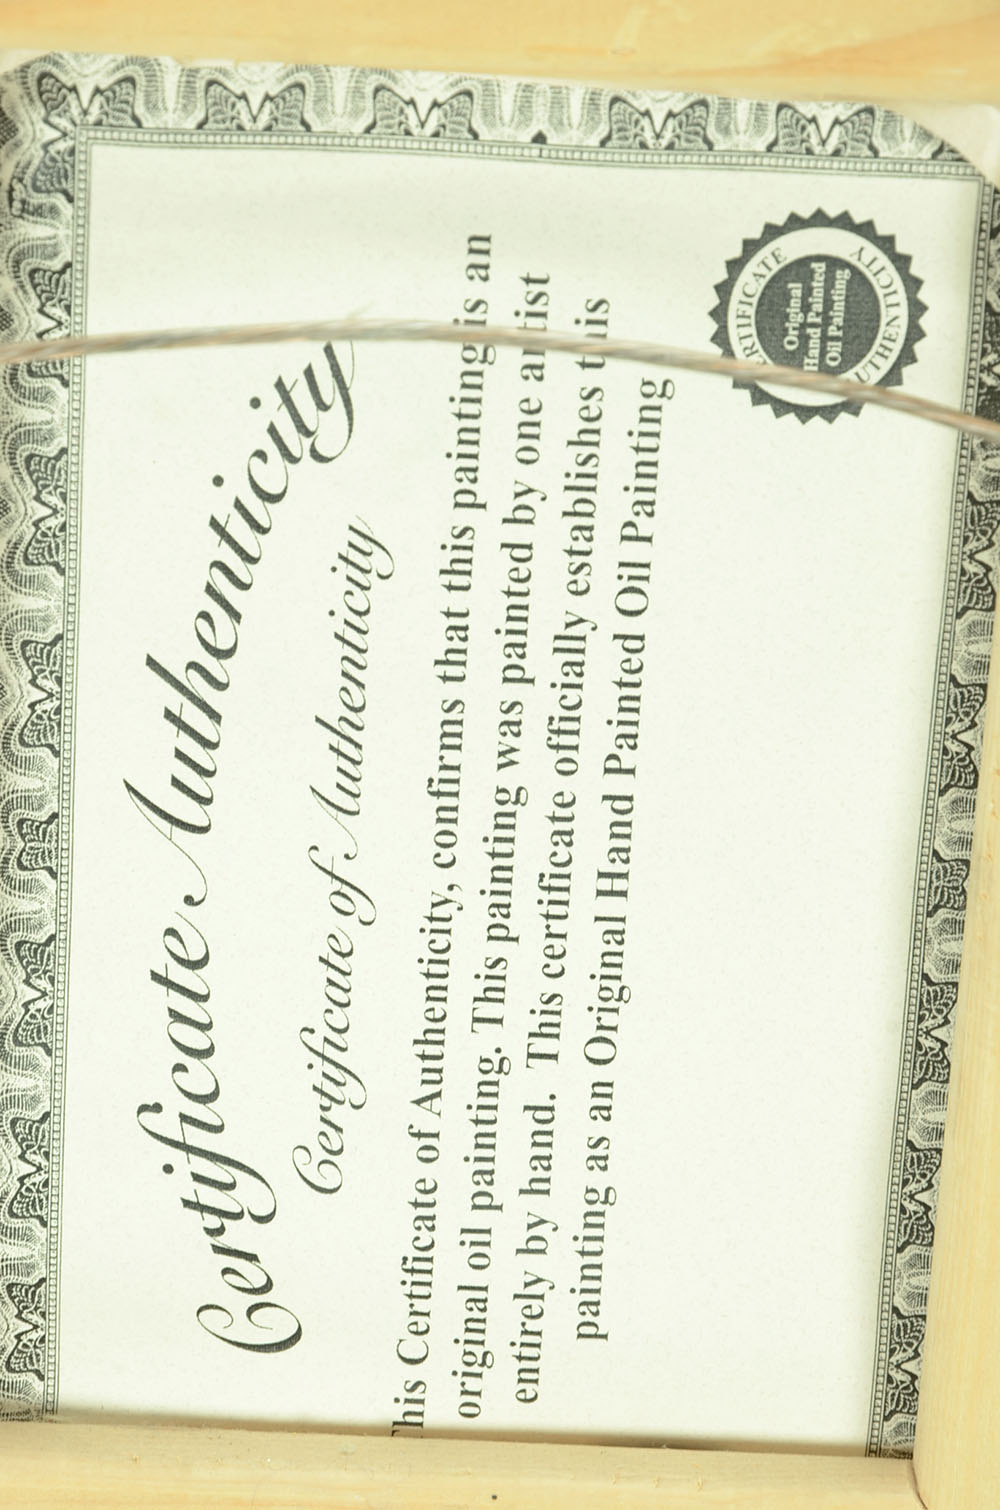 Certificate Authenticity
Certificate of Authenticity
This Certificate of Authenticity, confirms that this painting is an
original oil painting. This painting was painted by one artist
entirely by hand. This certificate officially establishes this
painting as an Original Hand Painted Oil Painting
CERTIFICATE
Original
Hand Painted
Oil Painting
AUTHENTICITY